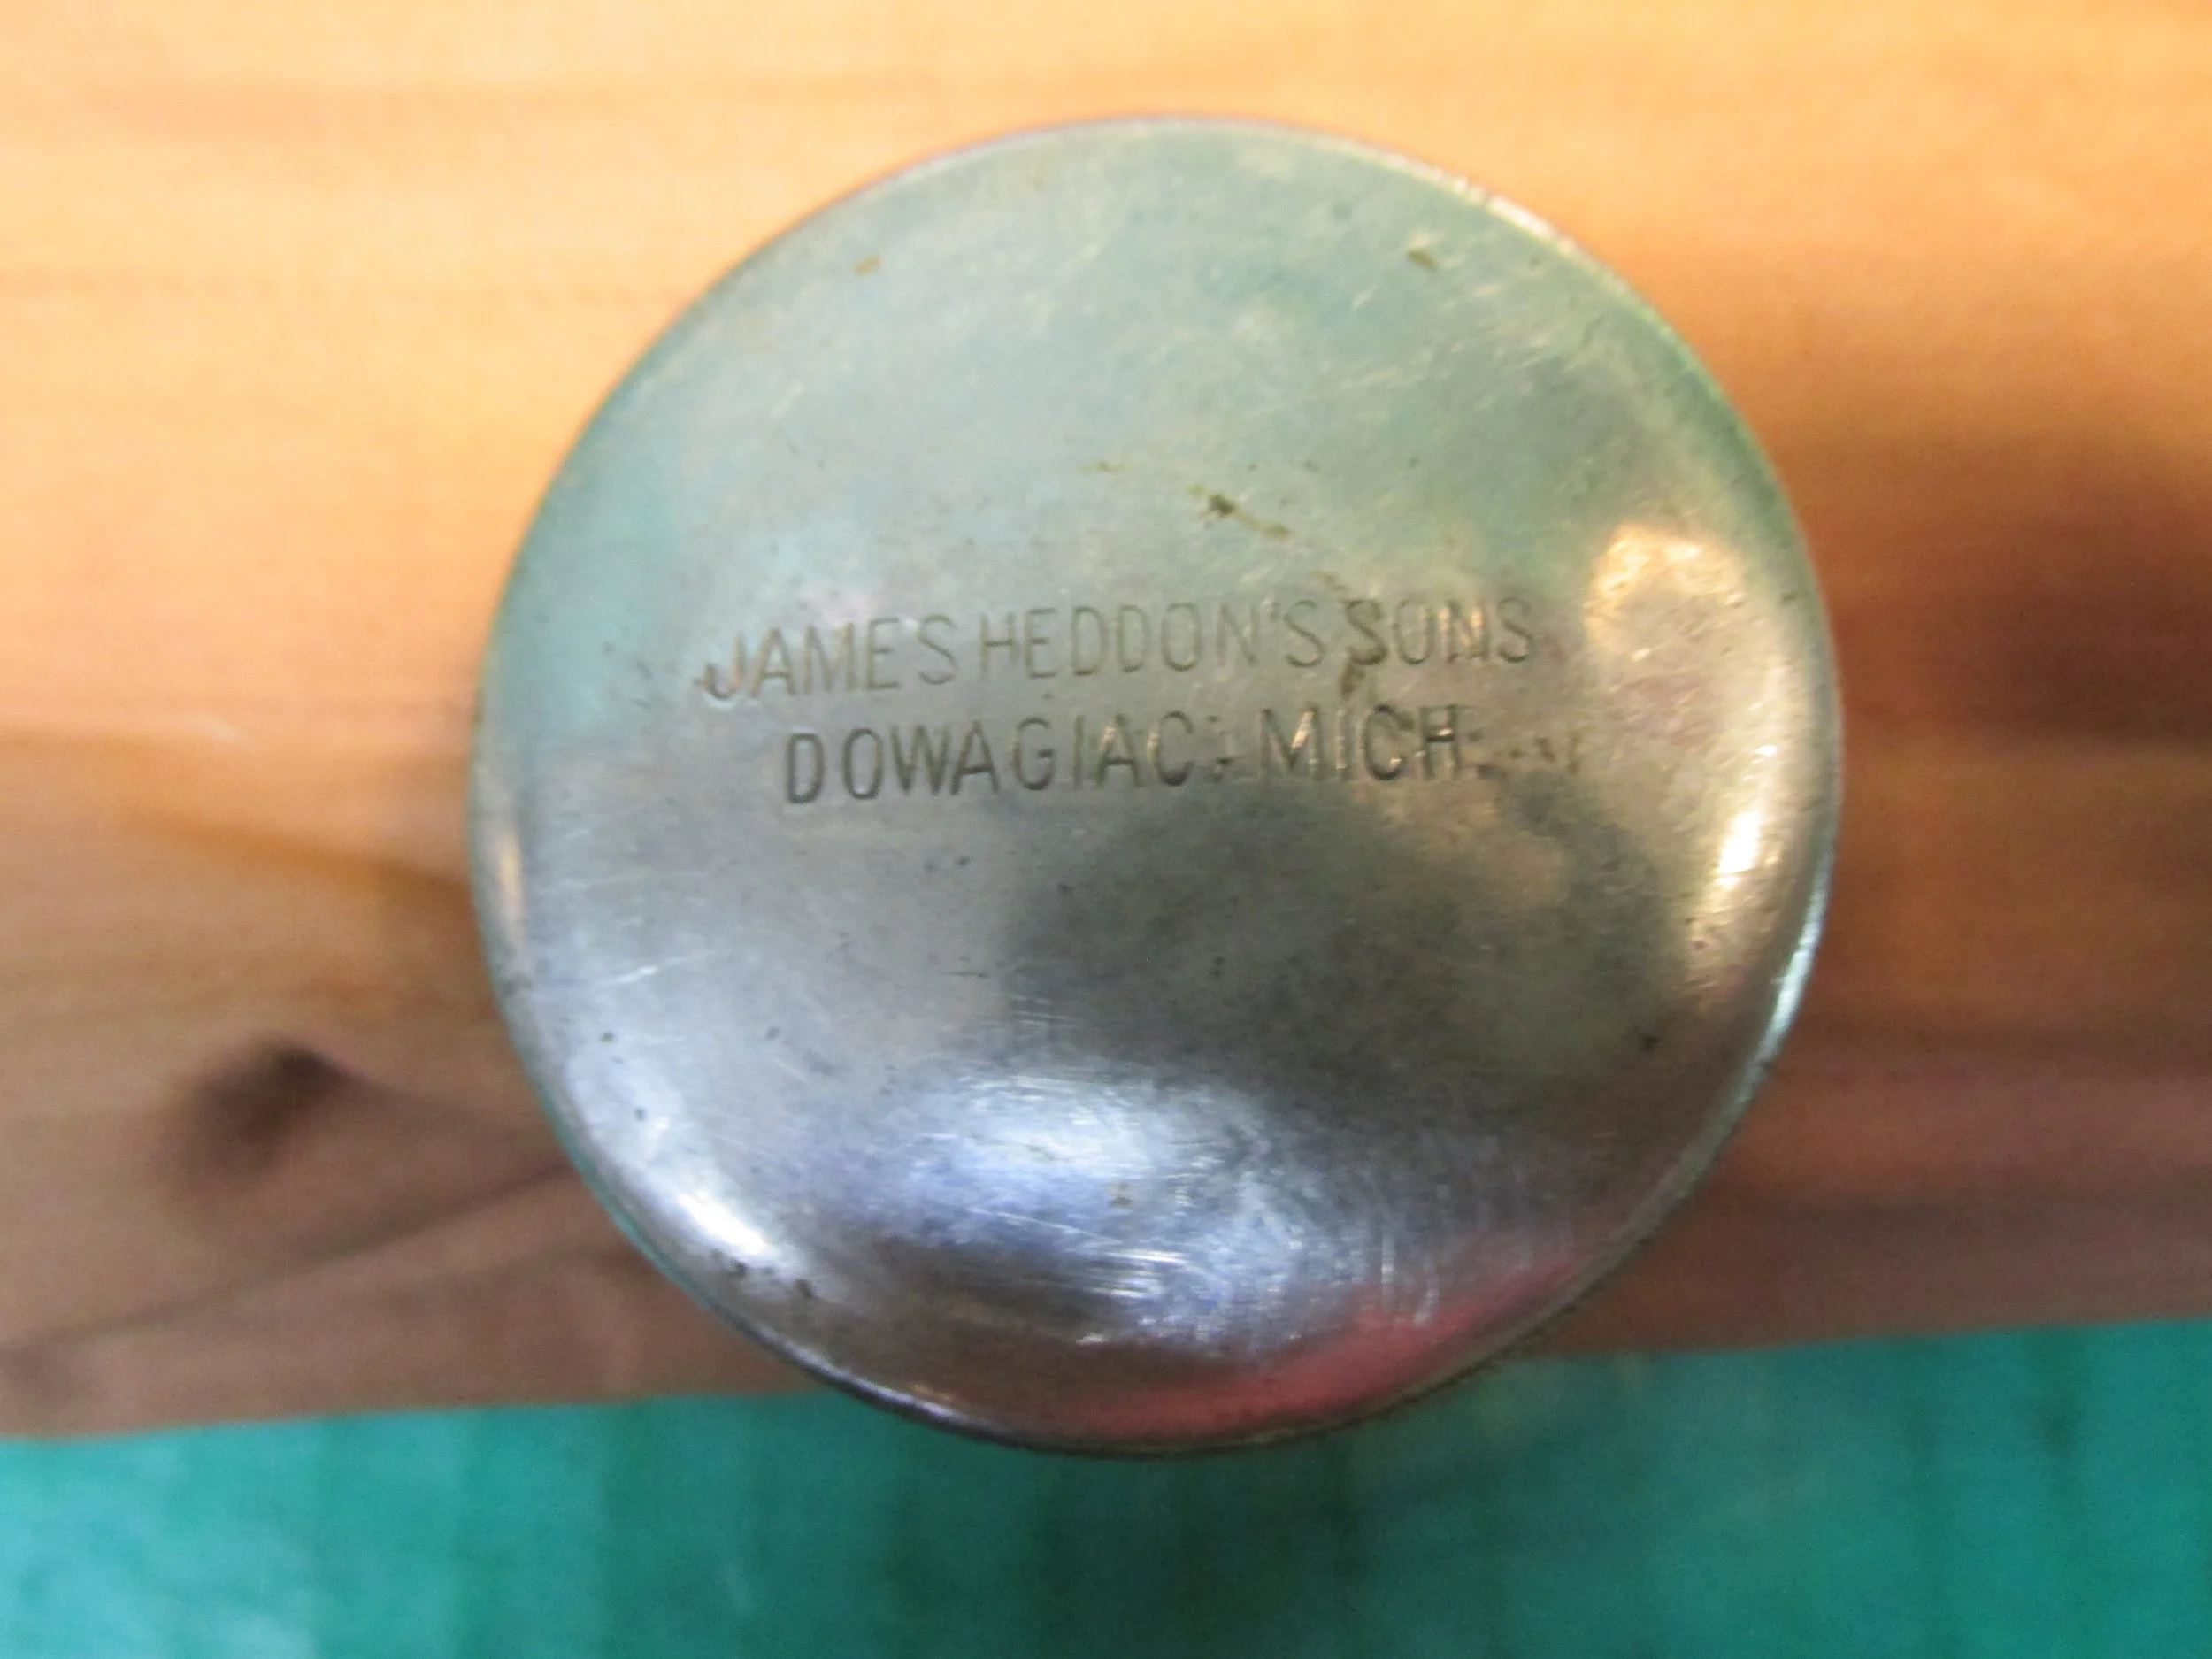 JAMES HEDDON'S SONS
DOWAGIAC, MICH.